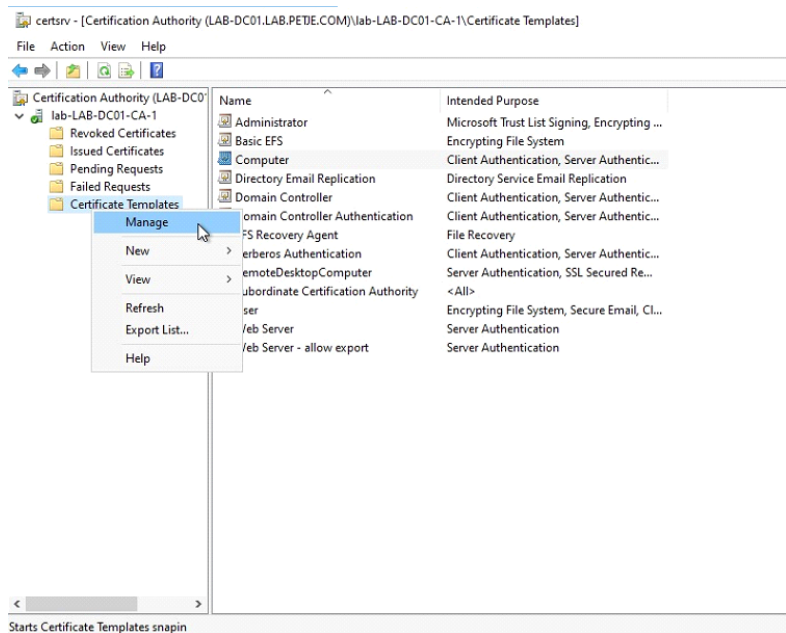 certsrv - [Certification Authority (LAB-DC01.LAB.PETJE.COM)\lab-LAB-DC01-CA-1\Certificate Templates]
File Action View Help
Certification Authority (LAB-DC0
lab-LAB-DC01-CA-1
Revoked Certificates
Issued Certificates
Pending Requests
Failed Requests
Certificate Templates
Manage
New
View
Refresh
Export List...
Help
Name Intended Purpose
Administrator Microsoft Trust List Signing, Encrypting ...
Basic EFS Encrypting File System
Computer Client Authentication, Server Authentic...
Directory Email Replication Directory Service Email Replication
Domain Controller Client Authentication, Server Authentic...
omain Controller Authentication Client Authentication, Server Authentic...
FS Recovery Agent File Recovery
erberos Authentication Client Authentication, Server Authentic...
emoteDesktopComputer Server Authentication, SSL Secured Re...
ubordinate Certification Authority <All>
ser Encrypting File System, Secure Email, Cl...
eb Server Server Authentication
eb Server - allow export Server Authentication
Starts Certificate Templates snapin